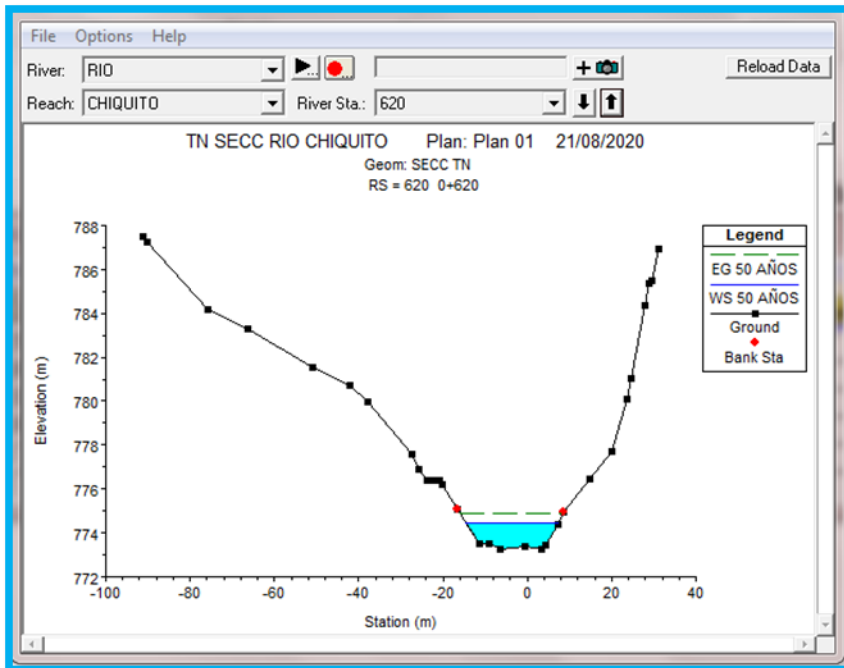 File Options Help
River: RIO Reload Data
Reach: CHIQUITO River Sta.: 620
TN SECC RIO CHIQUITO Plan: Plan 01 21/08/2020
Geom: SECC TN
RS = 620 0+620
788
786
784
782
780
778
776
774
772
Elevation (m)
-100 -80 -60 -40 -20 0 20 40
Station (m)
Legend
EG 50 AÑOS
WS 50 AÑOS
Ground
Bank Sta